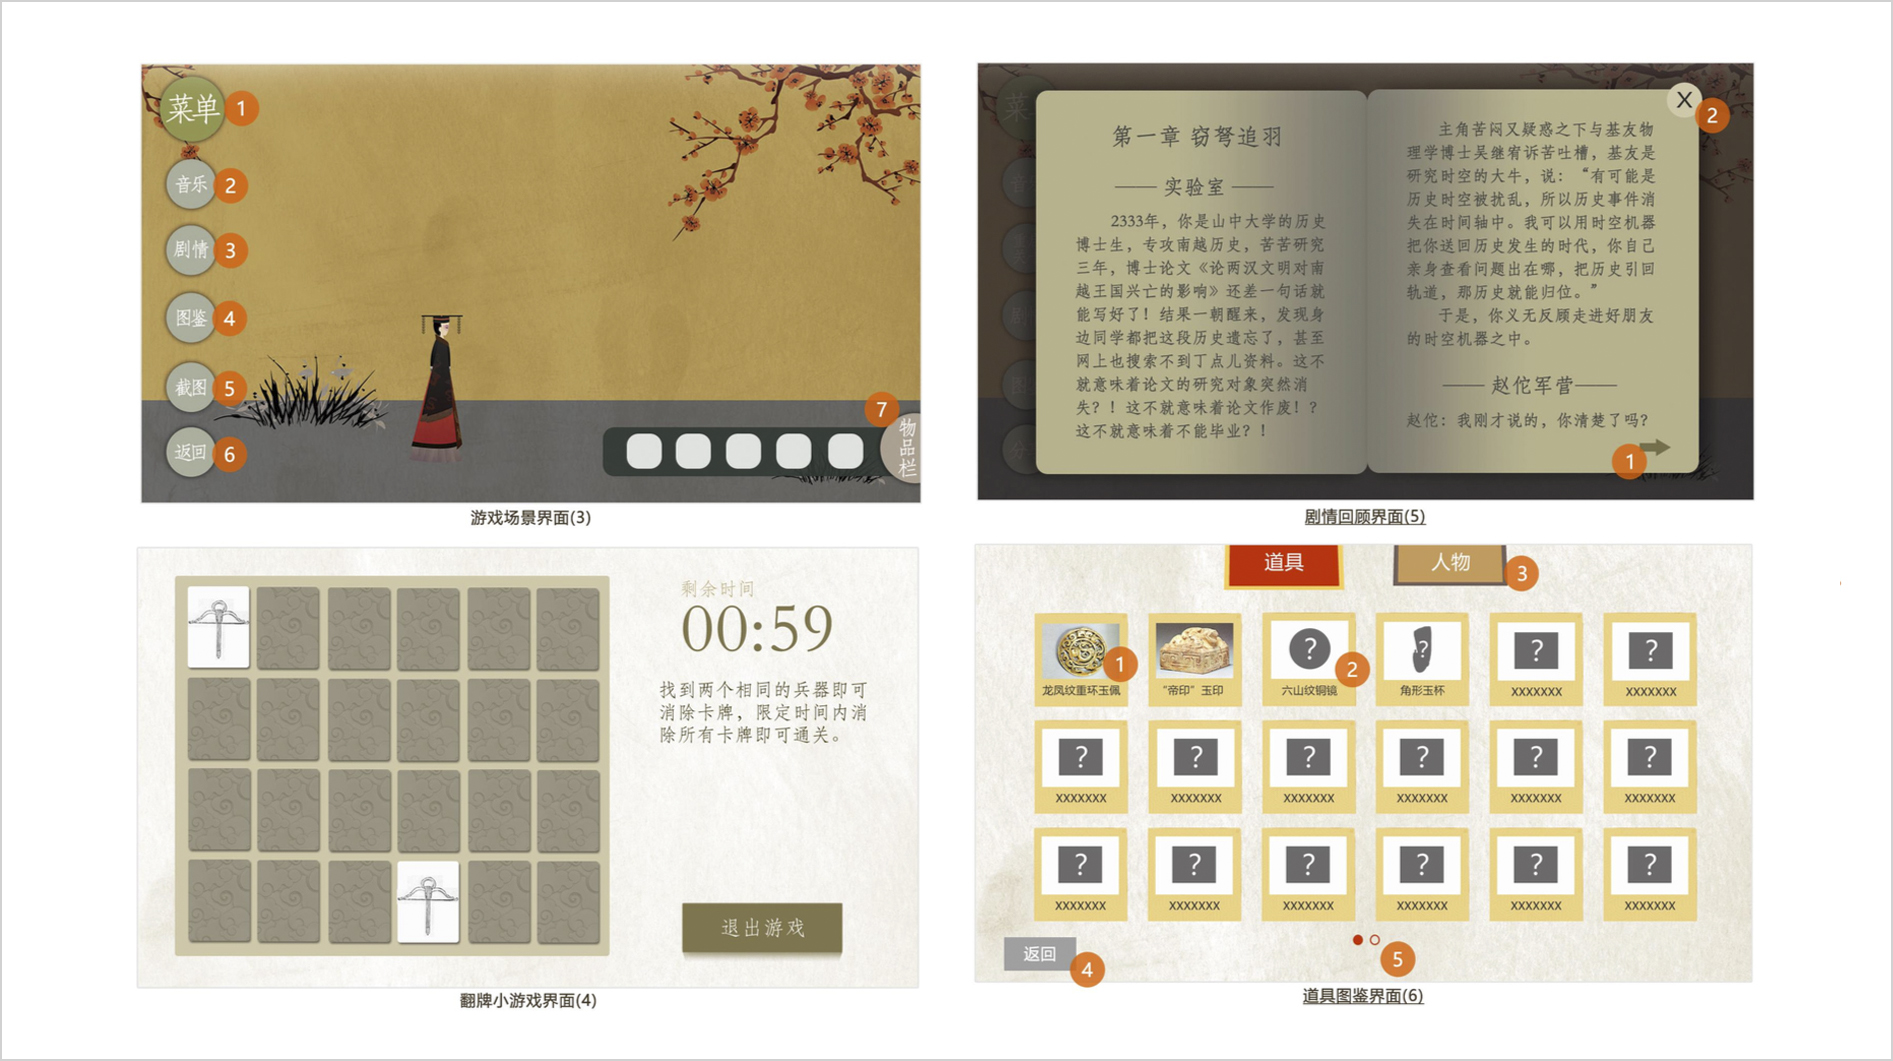 菜单
1
音乐
2
剧情
3
图鉴
4
截图
5
返回
6
7
物品栏
游戏场景界面(3)
X
2
第一章 窃弩追羽
—— 实验室 ——
2333年，你是山中大学的历史
博士生，专攻南越历史，苦苦研究
三年，博士论文《论两汉文明对南
越王国兴亡的影响》还差一句话就
能写好了！结果一朝醒来，发现身
边同学都把这段历史遗忘了，甚至
网上也搜索不到丁点儿资料。这不
就意味着论文的研究对象突然消
失？！这不就意味着论文作废！？
这不就意味着不能毕业？！
主角苦闷又疑惑之下与基友物
理学博士吴继宥诉苦吐槽，基友是
研究时空的大牛，说：“有可能是
历史时空被扰乱，所以历史事件消
失在时间轴中。我可以用时空机器
把你送回历史发生的时代，你自己
亲身查看问题出在哪，把历史引回
轨道，那历史就能归位。”
于是，你义无反顾走进好朋友
的时空机器之中。
—— 赵佗军营——
赵佗：我刚才说的，你清楚了吗？
1
剧情回顾界面(5)
剩余时间
00:59
找到两个相同的兵器即可
消除卡牌，限定时间内消
除所有卡牌即可通关。
退出游戏
翻牌小游戏界面(4)
道具
人物
3
1
? 2
?
?
?
龙凤纹重环玉佩
“帝印”玉印
六山纹铜镜
角形玉杯
XXXXXXX
XXXXXXX
? ? ? ? ? ?
XXXXXXX XXXXXXX XXXXXXX XXXXXXX XXXXXXX XXXXXXX
? ? ? ? ? ?
XXXXXXX XXXXXXX XXXXXXX XXXXXXX XXXXXXX XXXXXXX
返回
4
5
道具图鉴界面(6)